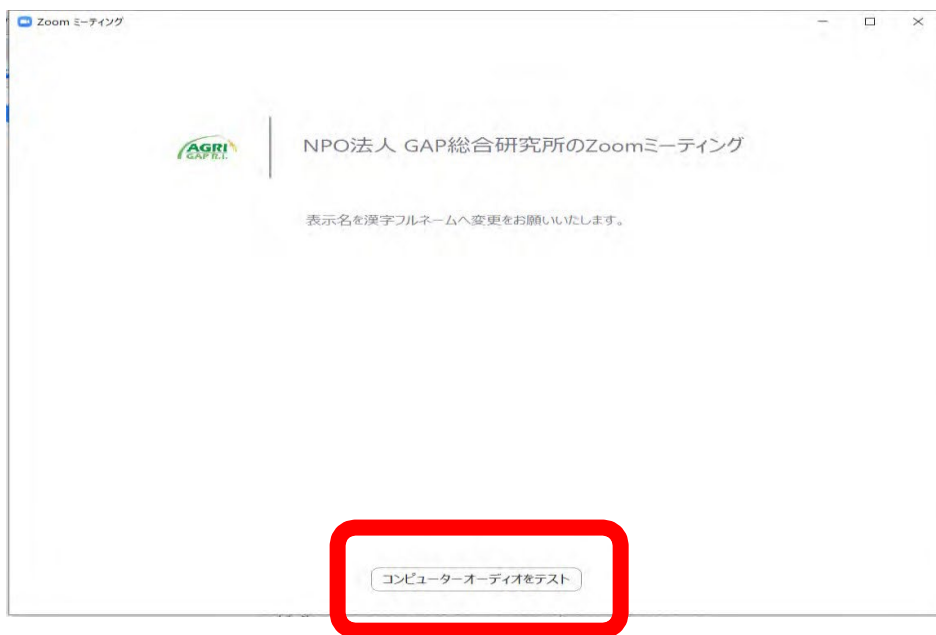 Zoom ミーティング
AGRI
GAP R.I.
NPO法人 GAP総合研究所のZoomミーティング
表示名を漢字フルネームへ変更をお願いいたします。
コンピューターオーディオをテスト